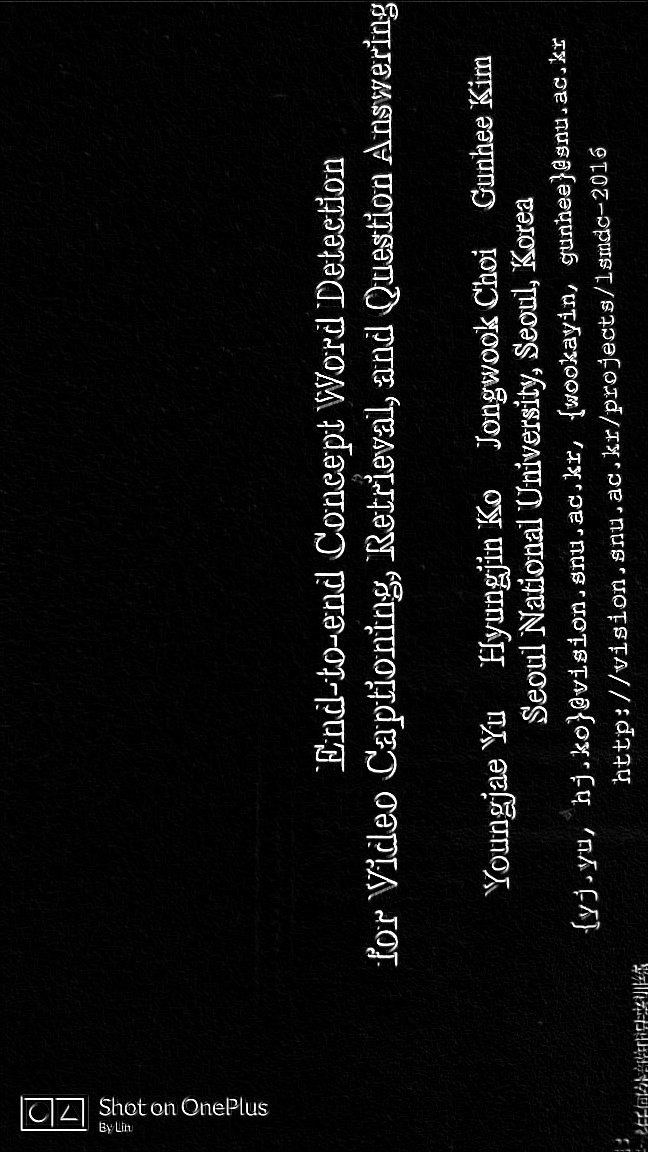 End-to-end Concept Word Detection
for Video Captioning, Retrieval, and Question Answering
Youngjae Yu Hyungjin Ko Jongwook Choi Gunhee Kim
Seoul National University, Seoul, Korea
{yj.yu, hj.ko}@vision.snu.ac.kr, {wookayin, gunhee}@snu.ac.kr
http://vision.snu.ac.kr/projects/lsmdc-2016
Shot on OnePlus
By Lin